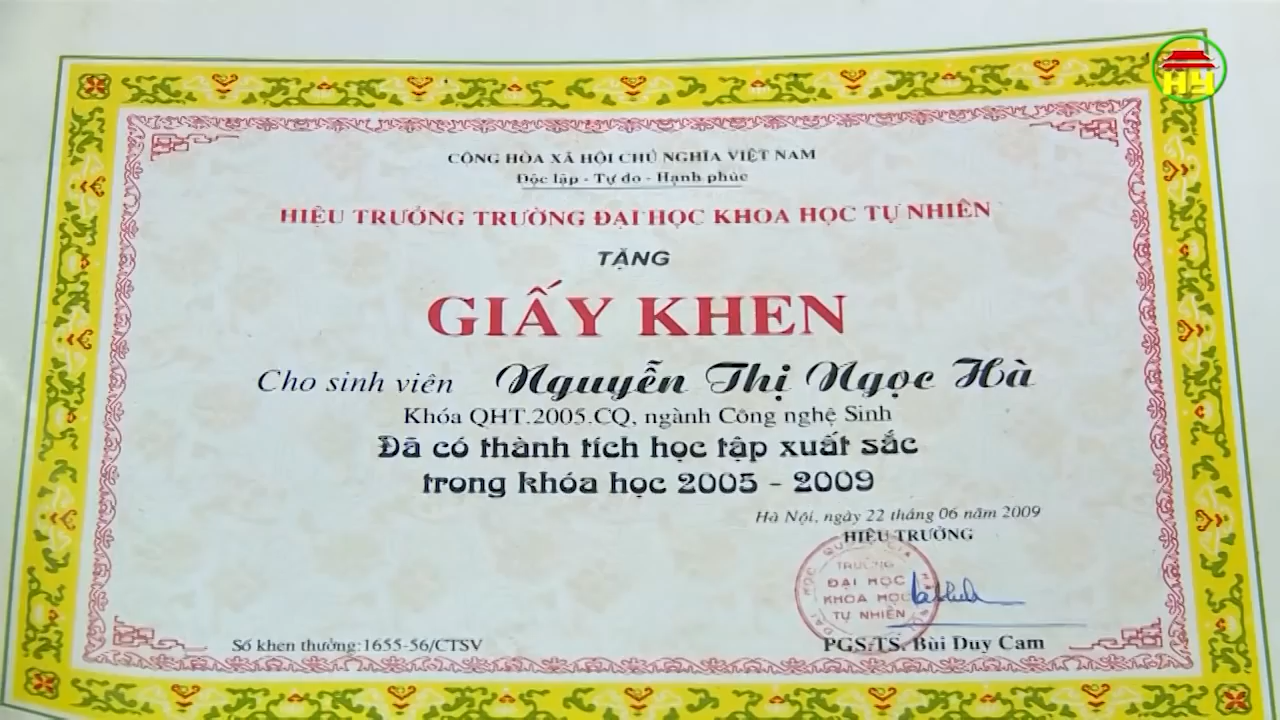 HY
CÔNG HÒA XÃ HỘI CHỦ NGHĨA VIỆT NAM
Độc lập - Tự do - Hạnh phúc
HIỆU TRƯỞNG TRƯỜNG ĐẠI HỌC KHOA HỌC TỰ NHIÊN
TẶNG
GIẤY KHEN
Cho sinh viên Nguyễn Thị Ngọc Hà
Khóa QHT.2005.CQ, ngành Công nghệ Sinh
Đã có thành tích học tập xuất sắc
trong khóa học 2005 - 2009
Hà Nội, ngày 22 tháng 06 năm 2009
HIỆU TRƯỞNG
TRƯỜNG
ĐẠI HỌC
KHOA HỌC
TỰ NHIÊN
Số khen thưởng:1655-56/CTSV
PGS.TS. Bùi Duy Cam